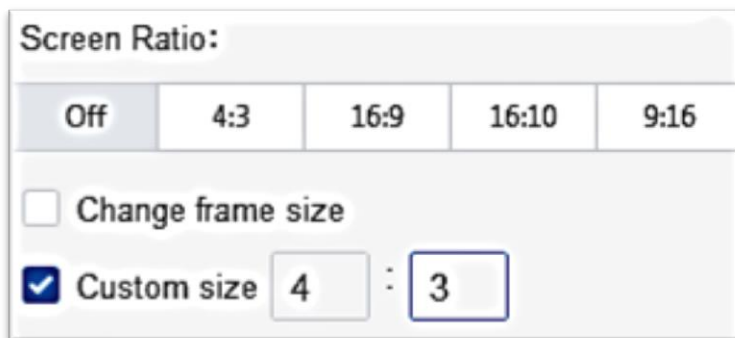 Screen Ratio:
Off 4:3 16:9 16:10 9:16
Change frame size
Custom size 4 : 3